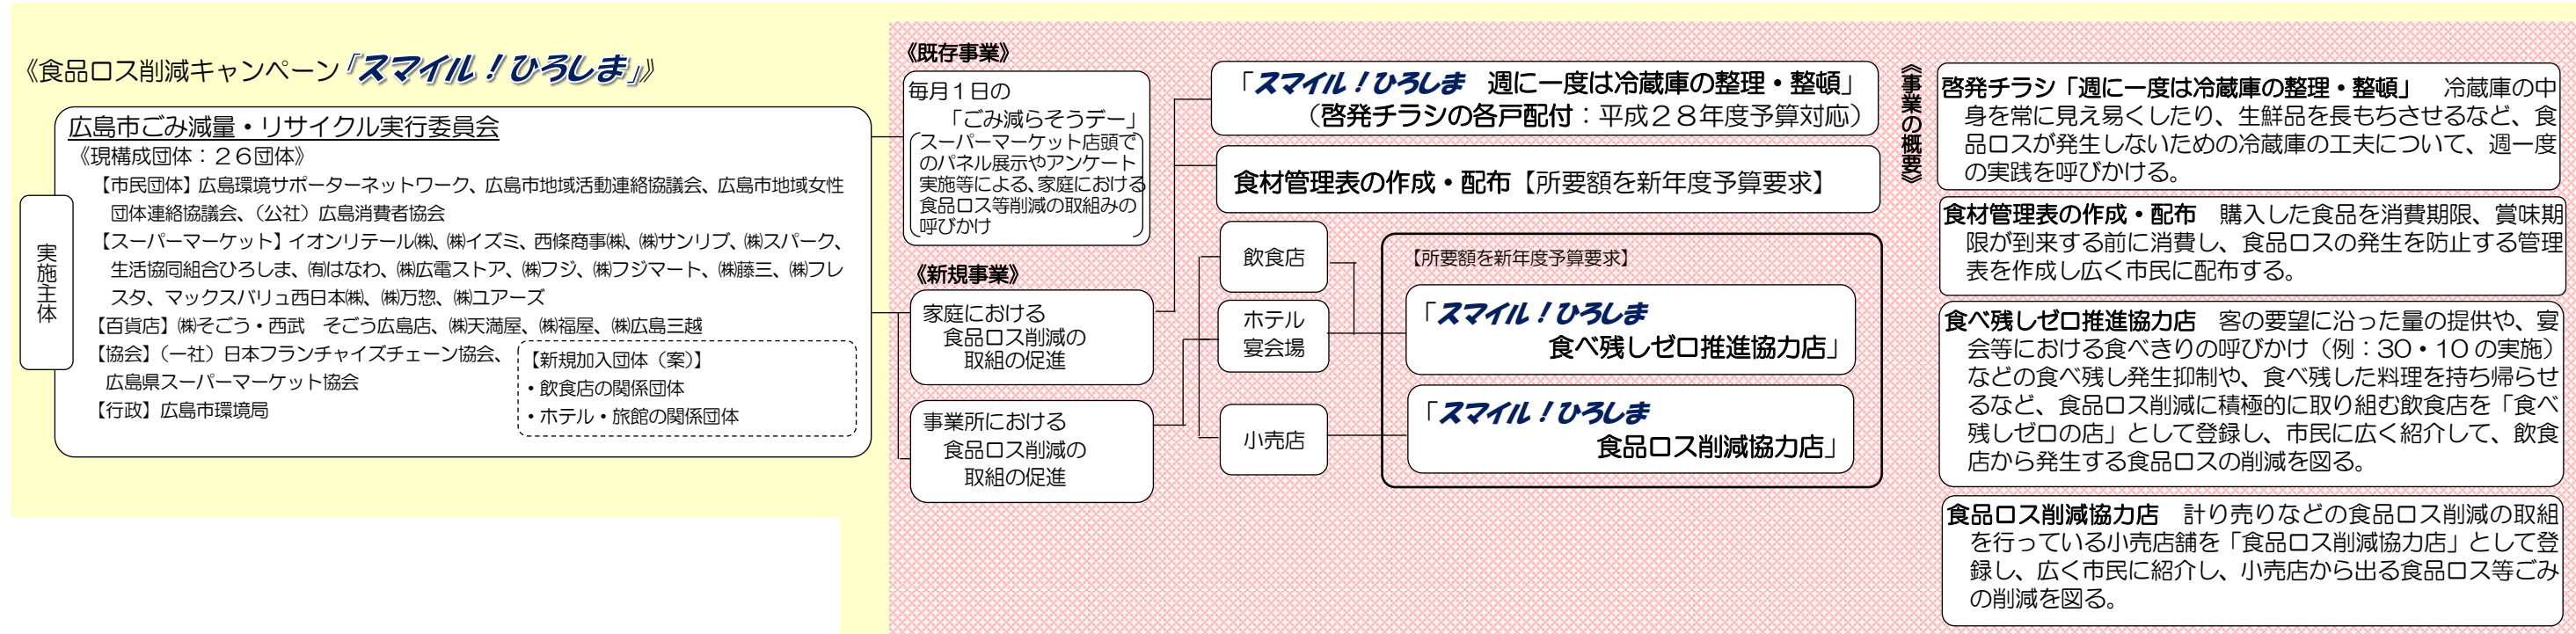 《食品ロス削減キャンペーン「スマイル！ひろしま」》
実施主体
広島市ごみ減量・リサイクル実行委員会
《現構成団体：２６団体》
【市民団体】広島環境サポーターネットワーク、広島市地域活動連絡協議会、広島市地域女性
団体連絡協議会、（公社）広島消費者協会
【スーパーマーケット】イオンリテール㈱、㈱イズミ、西條商事㈱、㈱サンリブ、㈱スパーク、
生活協同組合ひろしま、㈲はなわ、㈱広電ストア、㈱フジ、㈱フジマート、㈱藤三、㈱フレ
スタ、マックスバリュ西日本㈱、㈱万惣、㈱ユアーズ
【百貨店】㈱そごう・西武　そごう広島店、㈱天満屋、㈱福屋、㈱広島三越
【協会】（一社）日本フランチャイズチェーン協会、
広島県スーパーマーケット協会
【行政】広島市環境局
【新規加入団体（案）】
・飲食店の関係団体
・ホテル・旅館の関係団体
《既存事業》
毎月１日の
「ごみ減らそうデー」
スーパーマーケット店頭で
のパネル展示やアンケート
実施等による、家庭における
食品ロス等削減の取組みの
呼びかけ
《新規事業》
家庭における
食品ロス削減の
取組の促進
事業所における
食品ロス削減の
取組の促進
「スマイル！ひろしま　週に一度は冷蔵庫の整理・整頓」
（啓発チラシの各戸配付：平成２８年度予算対応）
食材管理表の作成・配布【所要額を新年度予算要求】
飲食店
ホテル
宴会場
小売店
【所要額を新年度予算要求】
「スマイル！ひろしま
食べ残しゼロ推進協力店」
「スマイル！ひろしま
食品ロス削減協力店」
《事業の概要》
啓発チラシ「週に一度は冷蔵庫の整理・整頓」　冷蔵庫の中
身を常に見え易くしたり、生鮮品を長もちさせるなど、食
品ロスが発生しないための冷蔵庫の工夫について、週一度
の実践を呼びかける。
食材管理表の作成・配布　購入した食品を消費期限、賞味期
限が到来する前に消費し、食品ロスの発生を防止する管理
表を作成し広く市民に配布する。
食べ残しゼロ推進協力店　客の要望に沿った量の提供や、宴
会等における食べきりの呼びかけ（例：30・10 の実施）
などの食べ残し発生抑制や、食べ残した料理を持ち帰らせ
るなど、食品ロス削減に積極的に取り組む飲食店を「食べ
残しゼロの店」として登録し、市民に広く紹介して、飲食
店から発生する食品ロスの削減を図る。
食品ロス削減協力店　計り売りなどの食品ロス削減の取組
を行っている小売店舗を「食品ロス削減協力店」として登
録し、広く市民に紹介し、小売店から出る食品ロス等ごみ
の削減を図る。